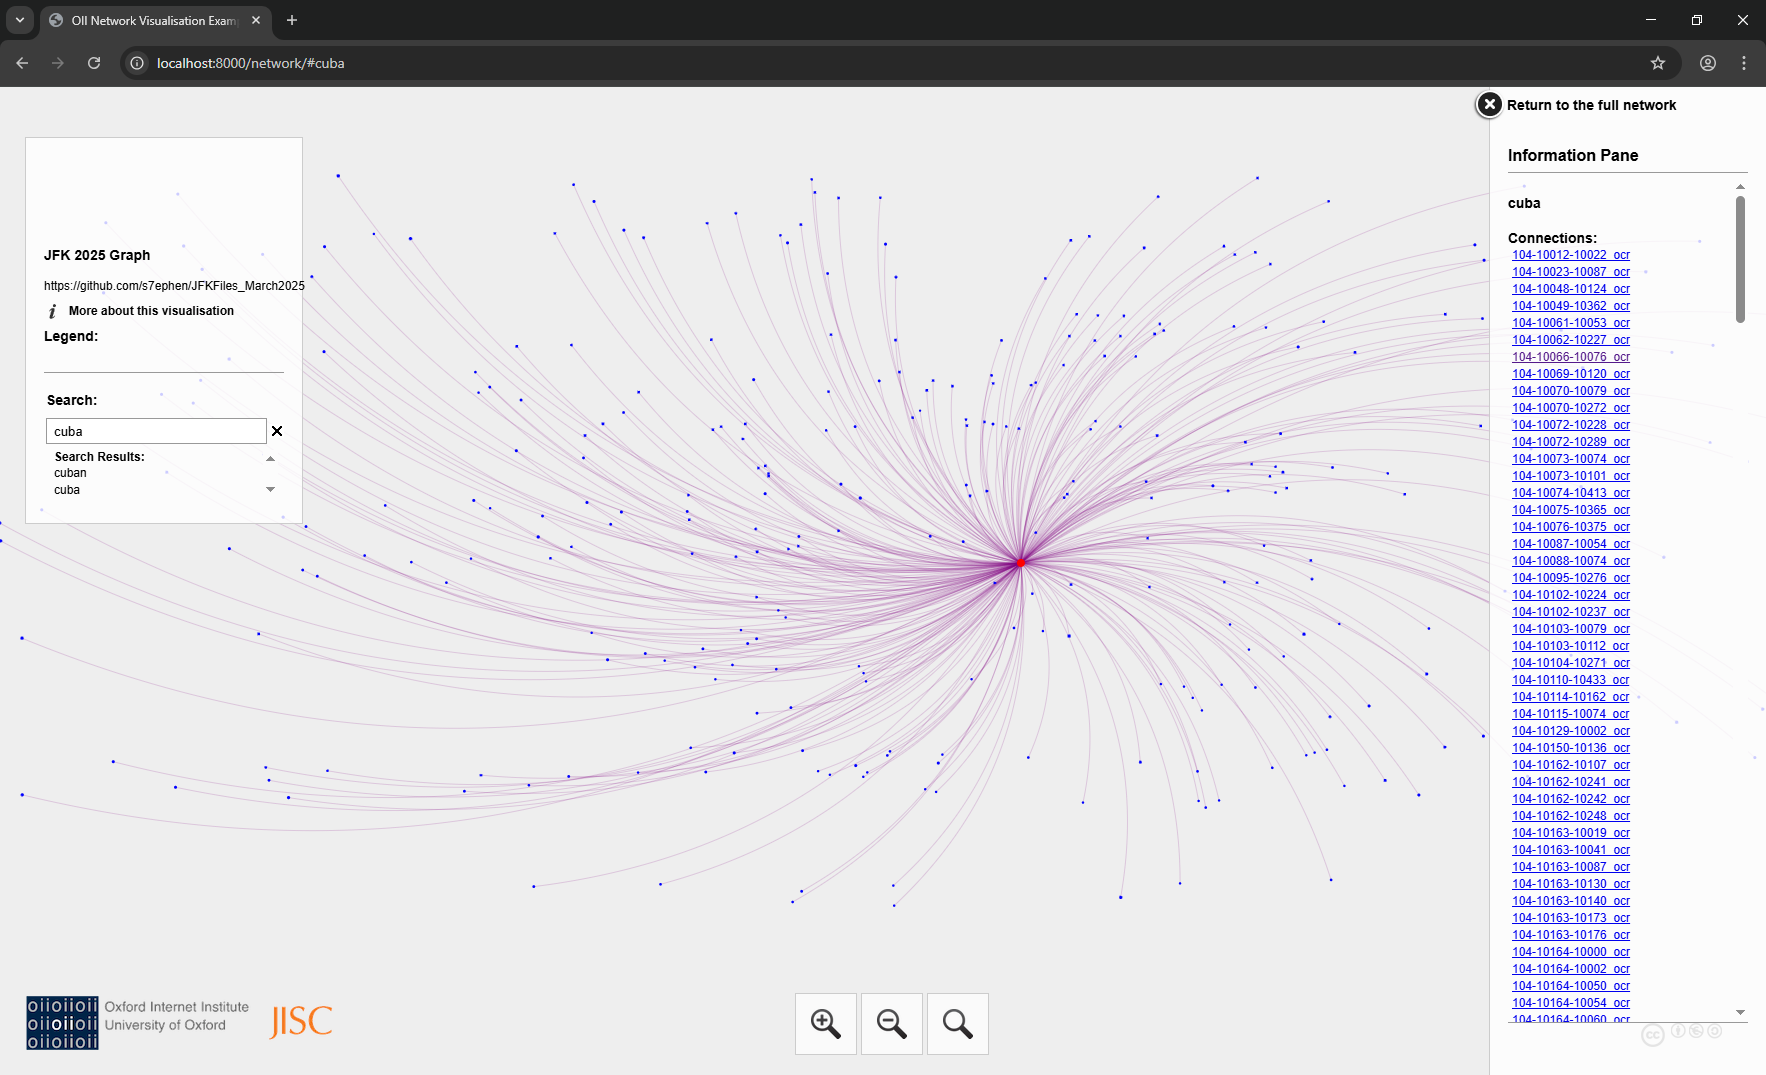 OII Network Visualisation Exam
localhost:8000/network/#cuba
Return to the full network
JFK 2025 Graph
https://github.com/s7ephen/JFKFiles_March2025
i More about this visualisation
Legend:
Search:
cuba
Search Results:
cuban
cuba
Information Pane
cuba
Connections:
104-10012-10022_ocr
104-10023-10087_ocr
104-10048-10124_ocr
104-10049-10362_ocr
104-10061-10053_ocr
104-10062-10227_ocr
104-10066-10076_ocr
104-10069-10120_ocr
104-10070-10079_ocr
104-10070-10272_ocr
104-10072-10228_ocr
104-10072-10289_ocr
104-10073-10074_ocr
104-10073-10101_ocr
104-10074-10413_ocr
104-10075-10365_ocr
104-10076-10375_ocr
104-10087-10054_ocr
104-10088-10074_ocr
104-10095-10276_ocr
104-10102-10224_ocr
104-10102-10237_ocr
104-10103-10079_ocr
104-10103-10112_ocr
104-10104-10271_ocr
104-10110-10433_ocr
104-10114-10162_ocr
104-10115-10074_ocr
104-10129-10002_ocr
104-10150-10136_ocr
104-10162-10107_ocr
104-10162-10241_ocr
104-10162-10242_ocr
104-10162-10248_ocr
104-10163-10019_ocr
104-10163-10041_ocr
104-10163-10087_ocr
104-10163-10130_ocr
104-10163-10140_ocr
104-10163-10173_ocr
104-10163-10176_ocr
104-10164-10000_ocr
104-10164-10002_ocr
104-10164-10050_ocr
104-10164-10054_ocr
104-10164-10060_ocr
oiioiioii
oiioiioii
oiioiioii
Oxford Internet Institute
University of Oxford
JISC
cc